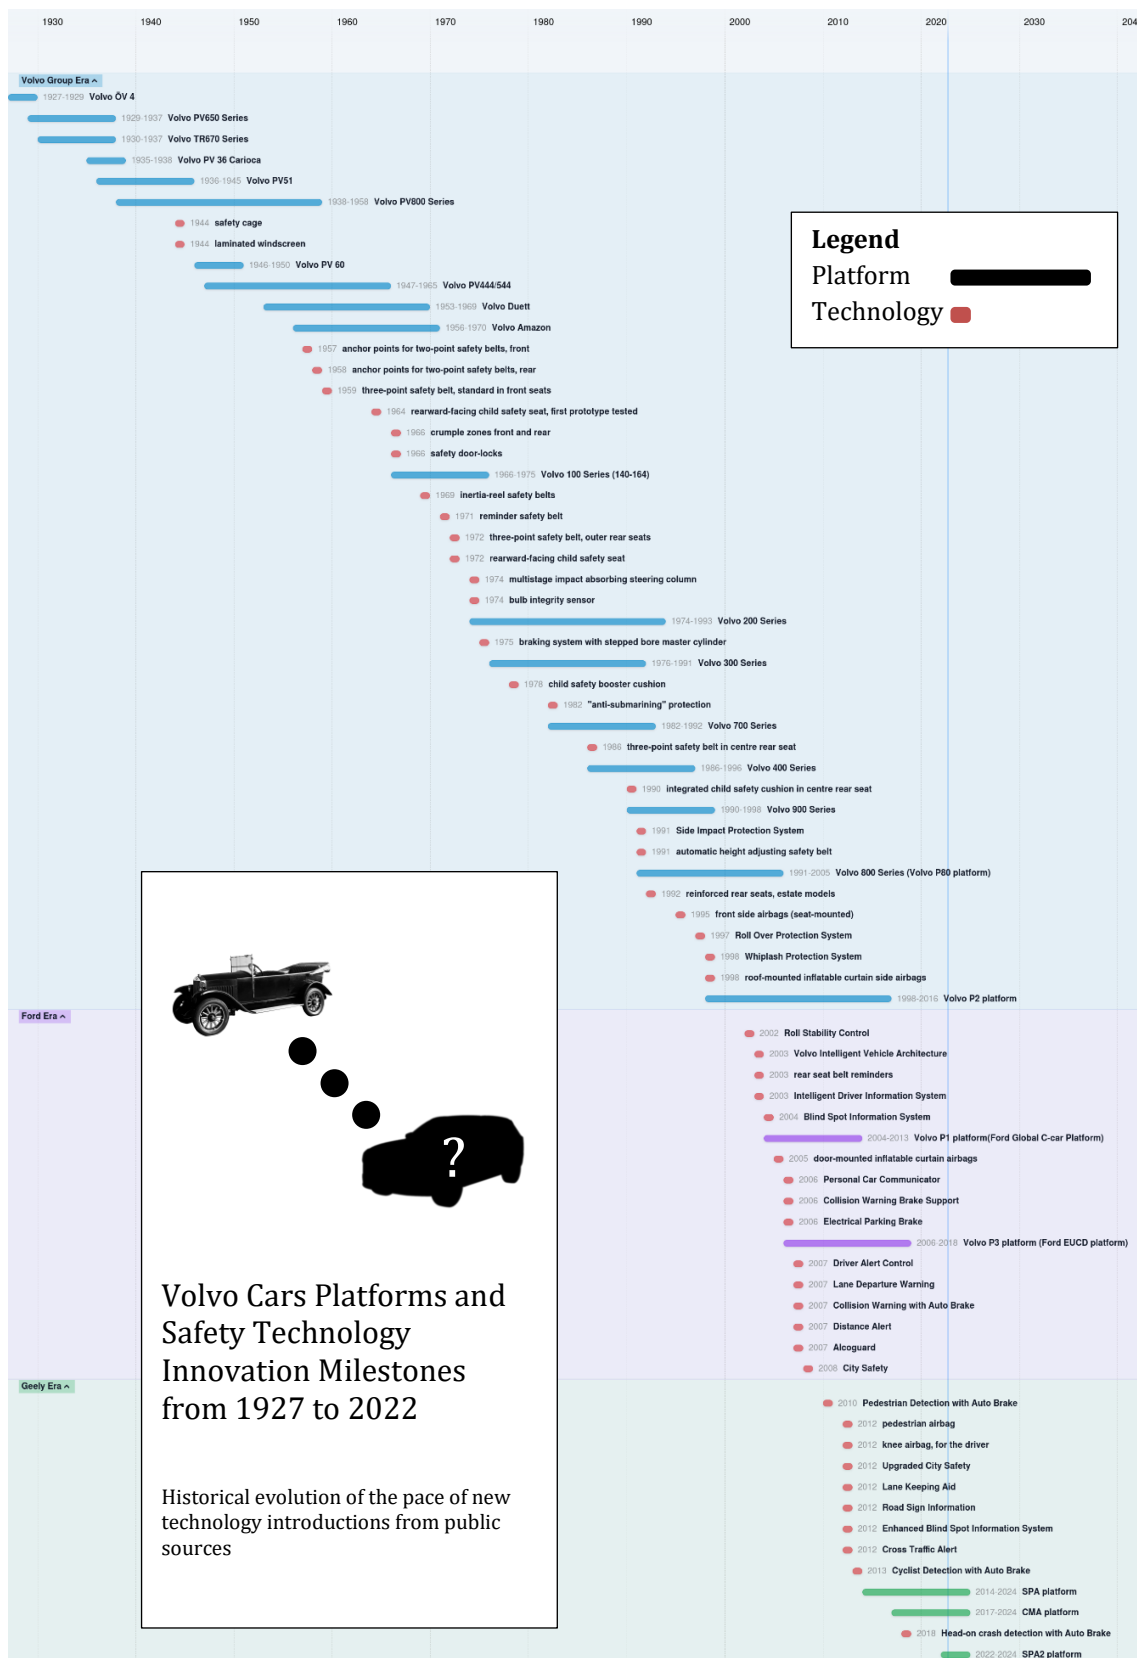 1930 1940 1950 1960 1970 1980 1990 2000 2010 2020 2030 204
Volvo Group Era
1927-1929 Volvo ÖV 4
1929-1937 Volvo PV650 Series
1930-1937 Volvo TR670 Series
1935-1938 Volvo PV 36 Carioca
1936-1945 Volvo PV51
1938-1958 Volvo PV800 Series
1944 safety cage
1944 laminated windscreen
1946-1950 Volvo PV 60
1947-1965 Volvo PV444/544
1953-1969 Volvo Duett
1956-1970 Volvo Amazon
Legend
Platform
Technology
1957 anchor points for two-point safety belts, front
1958 anchor points for two-point safety belts, rear
1959 three-point safety belt, standard in front seats
1964 rearward-facing child safety seat, first prototype tested
1966 crumple zones front and rear
1966 safety door-locks
1966-1975 Volvo 100 Series (140-164)
1969 inertia-reel safety belts
1971 reminder safety belt
1972 three-point safety belt, outer rear seats
1972 rearward-facing child safety seat
1974 multistage impact absorbing steering column
1974 bulb integrity sensor
1974-1993 Volvo 200 Series
1975 braking system with stepped bore master cylinder
1976-1991 Volvo 300 Series
1978 child safety booster cushion
1982 "anti-submarining" protection
1982-1992 Volvo 700 Series
1986 three-point safety belt in centre rear seat
1986-1996 Volvo 400 Series
1990 integrated child safety cushion in centre rear seat
1990-1998 Volvo 900 Series
1991 Side Impact Protection System
1991 automatic height adjusting safety belt
1991-2005 Volvo 800 Series (Volvo P80 platform)
1992 reinforced rear seats, estate models
1995 front side airbags (seat-mounted)
1997 Roll Over Protection System
1998 Whiplash Protection System
1998 roof-mounted inflatable curtain side airbags
1998-2016 Volvo P2 platform
Ford Era
2002 Roll Stability Control
2003 Volvo Intelligent Vehicle Architecture
2003 rear seat belt reminders
2003 Intelligent Driver Information System
2004 Blind Spot Information System
2004-2013 Volvo P1 platform(Ford Global C-car Platform)
2005 door-mounted inflatable curtain airbags
2006 Personal Car Communicator
2006 Collision Warning Brake Support
2006 Electrical Parking Brake
2006-2018 Volvo P3 platform (Ford EUCD platform)
2007 Driver Alert Control
2007 Lane Departure Warning
2007 Collision Warning with Auto Brake
2007 Distance Alert
2007 Alcoguard
2008 City Safety
?
Volvo Cars Platforms and
Safety Technology
Innovation Milestones
from 1927 to 2022
Historical evolution of the pace of new
technology introductions from public
sources
Geely Era
2010 Pedestrian Detection with Auto Brake
2012 pedestrian airbag
2012 knee airbag, for the driver
2012 Upgraded City Safety
2012 Lane Keeping Aid
2012 Road Sign Information
2012 Enhanced Blind Spot Information System
2012 Cross Traffic Alert
2013 Cyclist Detection with Auto Brake
2014-2024 SPA platform
2017-2024 CMA platform
2018 Head-on crash detection with Auto Brake
2022-2024 SPA2 platform